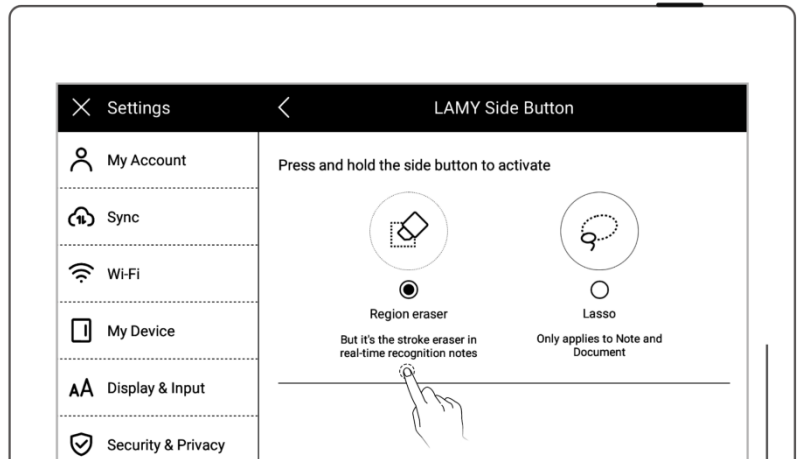 Settings
LAMY Side Button
My Account
Sync
Wi-Fi
My Device
AA Display & Input
Security & Privacy
Press and hold the side button to activate
Region eraser
But it's the stroke eraser in
real-time recognition notes
Lasso
Only applies to Note and
Document